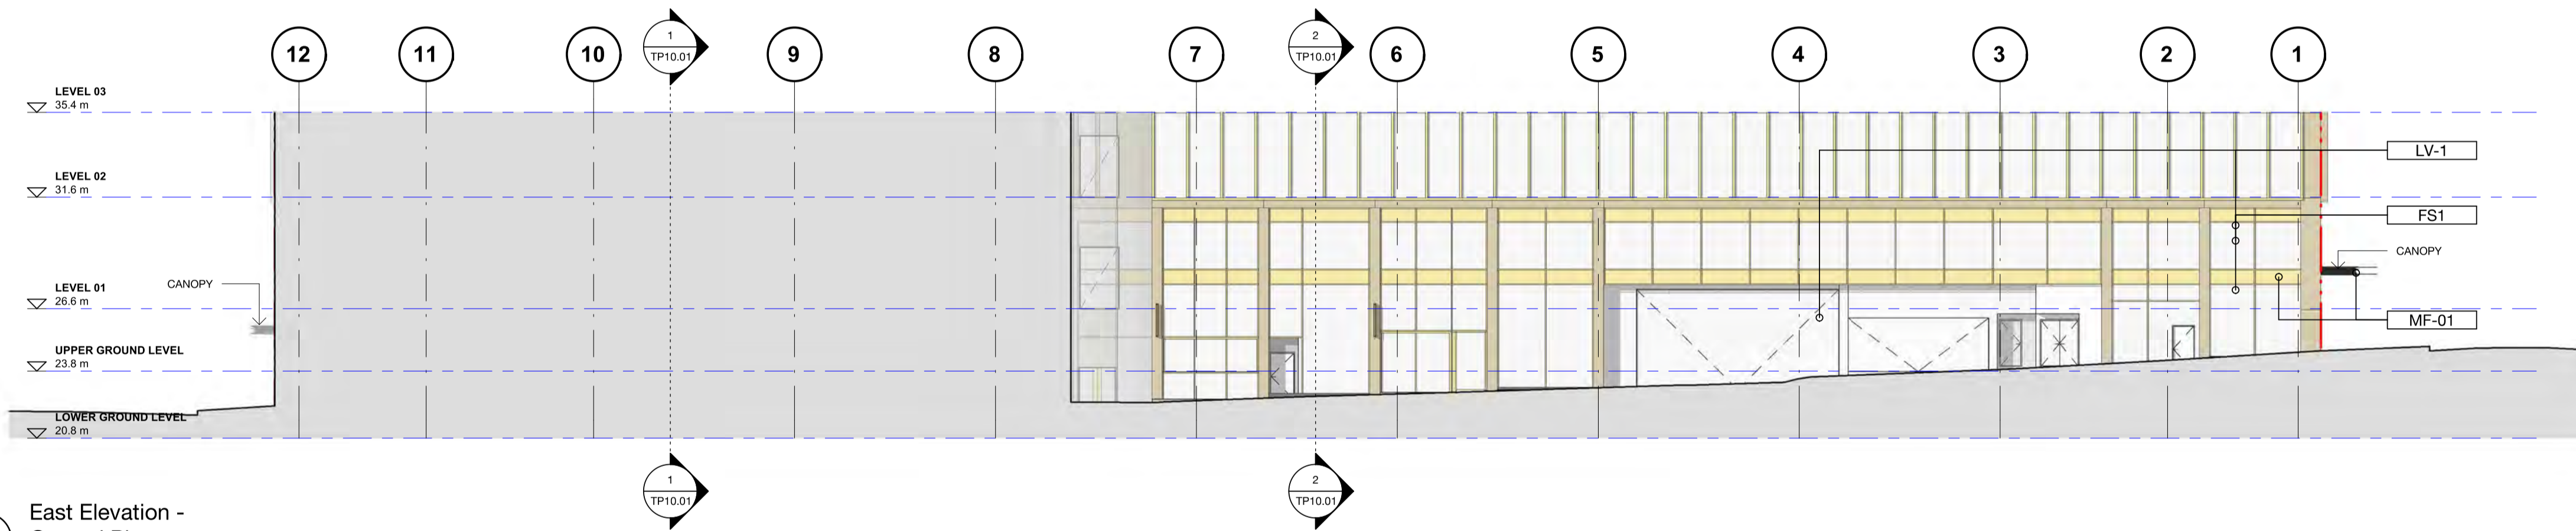 1
TP10.01
2
TP10.01
12
11
10
9
8
7
6
5
4
3
2
1
LEVEL 03
35.4 m
LV-1
LEVEL 02
31.6 m
FS1
CANOPY
CANOPY
LEVEL 01
26.6 m
MF-01
UPPER GROUND LEVEL
23.8 m
LOWER GROUND LEVEL
20.8 m
1
TP10.01
2
TP10.01
East Elevation -